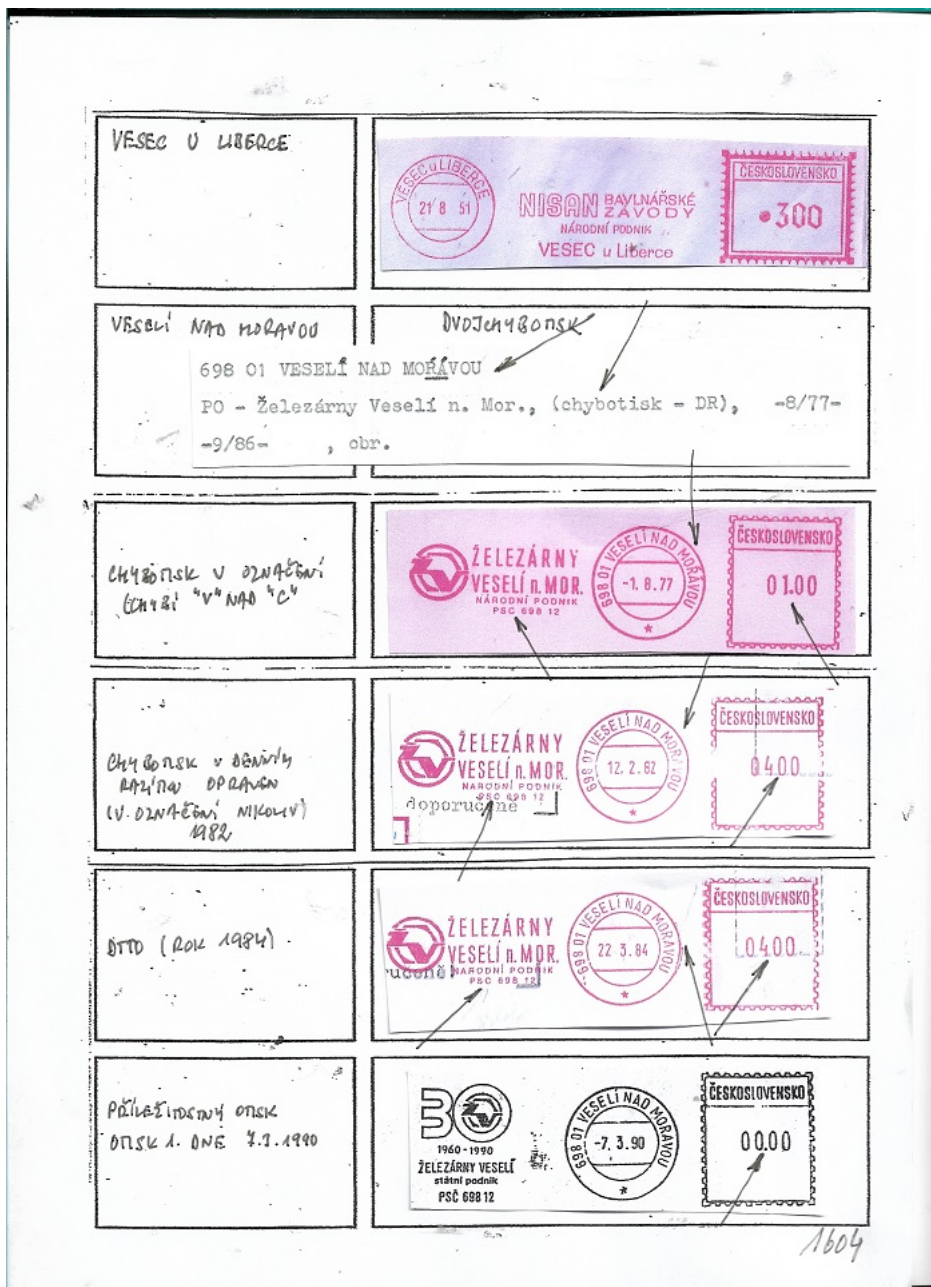 VESEC U LIBERCE
VESEC u LIBERCE
21 8 51
NISAN BAVLNÁŘSKÉ
ZÁVODY
NÁRODNÍ PODNIK
VESEC u Liberce
ČESKOSLOVENSKO
300
VESELÍ NAD MORAVOU
DVOJCHYBOTISK
698 01 VESELÍ NAD MOŘÁVOU
PO - Železárny Veselí n. Mor., (chybotisk - DR), -8/77-
-9/86- , obr.
CHYBOTISK V OZNAČENÍ
(CHYBÍ "V" NAD "C"
ŽELEZÁRNY
VESELÍ n. MOR.
NÁRODNÍ PODNIK
PSC 698 12
698 01 VESELÍ NAD MOŘÁVOU
-1. 8. 77
ČESKOSLOVENSKO
01.00
CHYBOTISK V DENNÍM
RAZÍTKU OPRAVEN
(V OZNAČENÍ NIKOLIV)
1982
ŽELEZÁRNY
VESELÍ n. MOR.
NÁRODNÍ PODNIK
PSC 698 12
doporučeně
698 01 VESELÍ NAD MORAVOU
12. 2. 82
ČESKOSLOVENSKO
04.00
DTTO (ROK 1984)
ŽELEZÁRNY
VESELÍ n. MOR.
NÁRODNÍ PODNIK
PSC 698 12
ručeně!
698 01 VESELÍ NAD MORAVOU
22 3. 84
ČESKOSLOVENSKO
04.00
PŘÍLEŽITOSTNÝ OTISK
OTISK 1. DNE 7.3.1990
30
1960-1990
ŽELEZÁRNY VESELÍ
státní podnik
PSČ 698 12
698 01 VESELÍ NAD MORAVOU
-7. 3. 90
ČESKOSLOVENSKO
00.00
1604